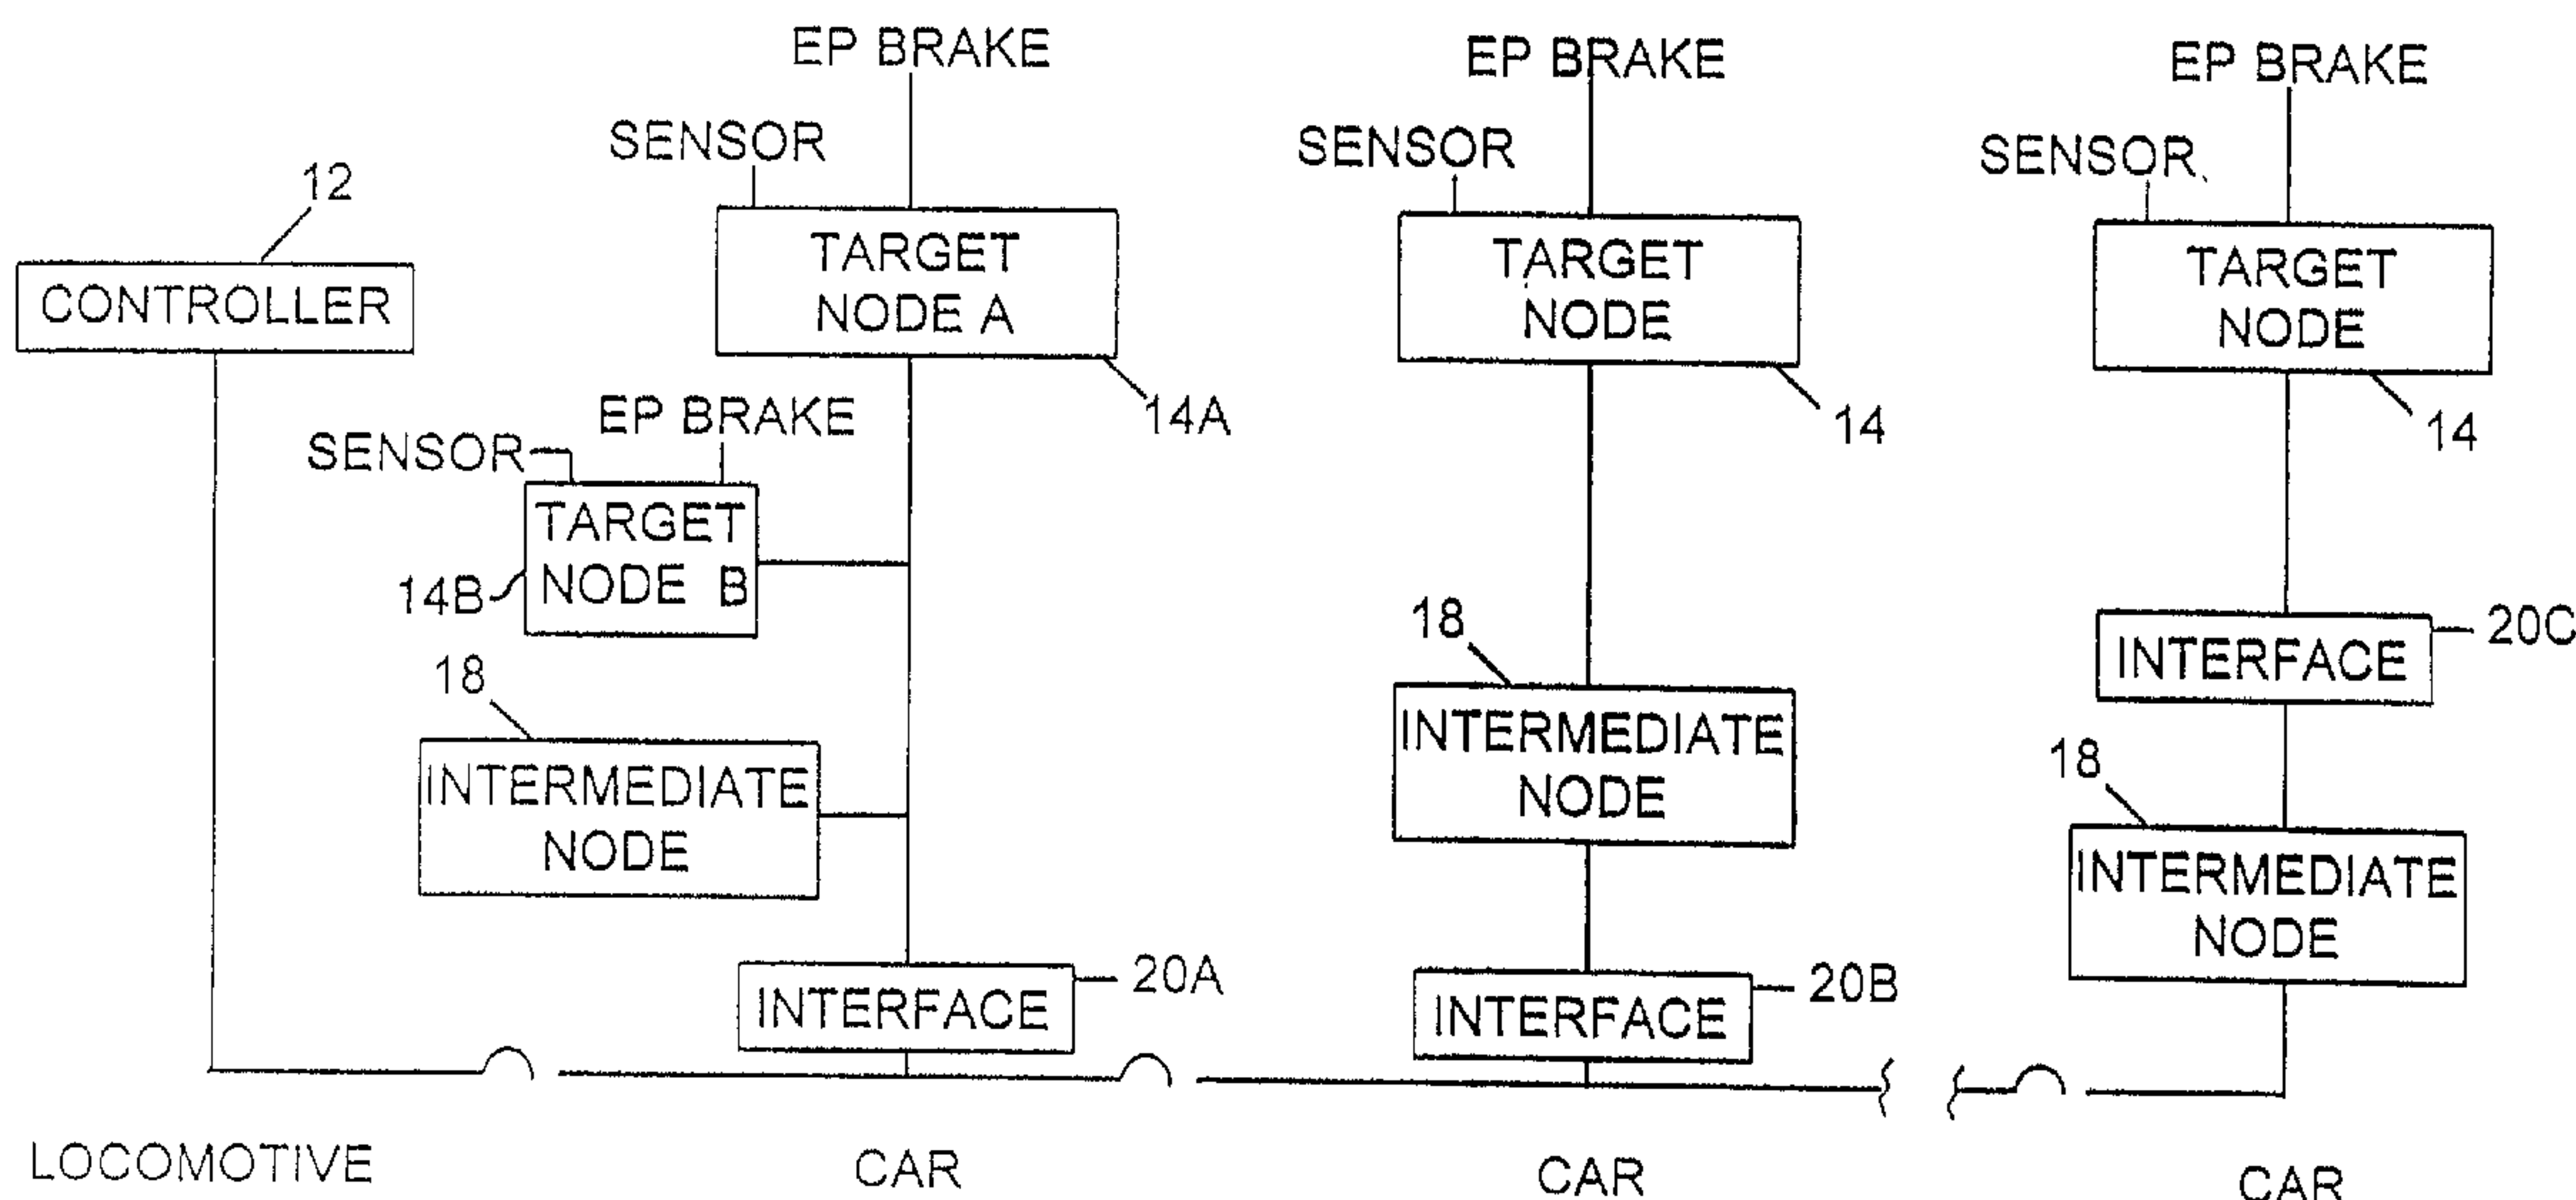 EP BRAKE
SENSOR
12
CONTROLLER
TARGET
NODE A
14A
EP BRAKE
SENSOR
TARGET
NODE B
14B
18
INTERMEDIATE
NODE
INTERFACE
20A
EP BRAKE
SENSOR
TARGET
NODE
14
18
INTERMEDIATE
NODE
INTERFACE
20B
EP BRAKE
SENSOR
TARGET
NODE
14
INTERFACE
20C
18
INTERMEDIATE
NODE
LOCOMOTIVE
CAR
CAR
CAR